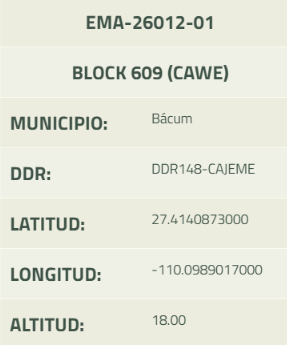 EMA-26012-01
BLOCK 609 (CAWE)
MUNICIPIO: Bácum
DDR: DDR148-CAJEME
LATITUD: 27.4140873000
LONGITUD: -110.0989017000
ALTITUD: 18.00